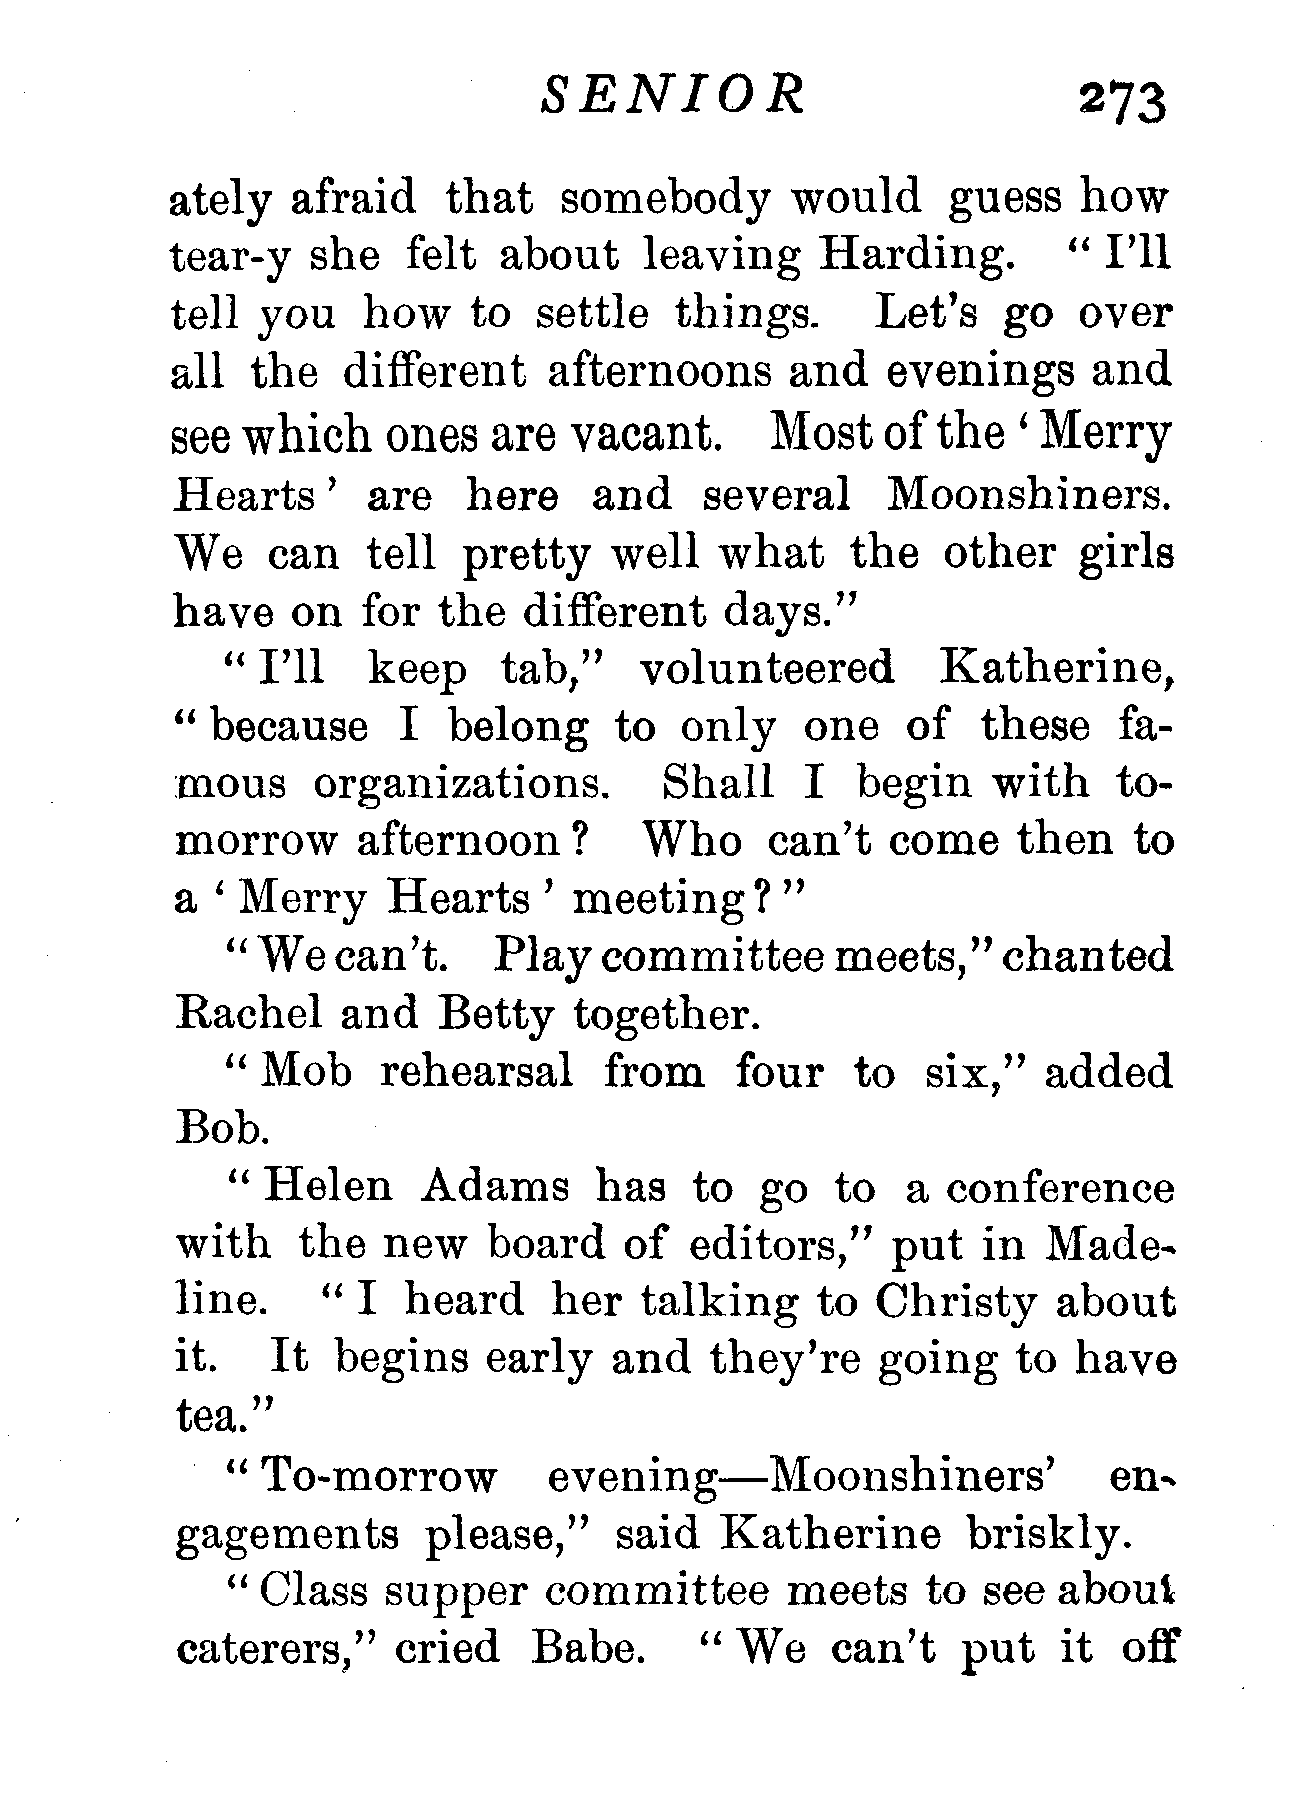 SENIOR 273
ately afraid that somebody would guess how
tear-y she felt about leaving Harding. “ I’ll
tell you how to settle things. Let’s go over
all the different afternoons and evenings and
see which ones are vacant. Most of the ‘ Merry
Hearts ’ are here and several Moonshiners.
We can tell pretty well what the other girls
have on for the different days.”
“ I’ll keep tab,” volunteered Katherine,
“ because I belong to only one of these fa-
mous organizations. Shall I begin with to-
morrow afternoon ? Who can’t come then to
a ‘ Merry Hearts ’ meeting ? ”
“ We can’t. Play committee meets,” chanted
Rachel and Betty together.
“ Mob rehearsal from four to six,” added
Bob.
“ Helen Adams has to go to a conference
with the new board of editors,” put in Made-
line. “ I heard her talking to Christy about
it. It begins early and they’re going to have
tea.”
“ To-morrow evening—Moonshiners’ en-
gagements please,” said Katherine briskly.
“ Class supper committee meets to see about
caterers,” cried Babe. “ We can’t put it off